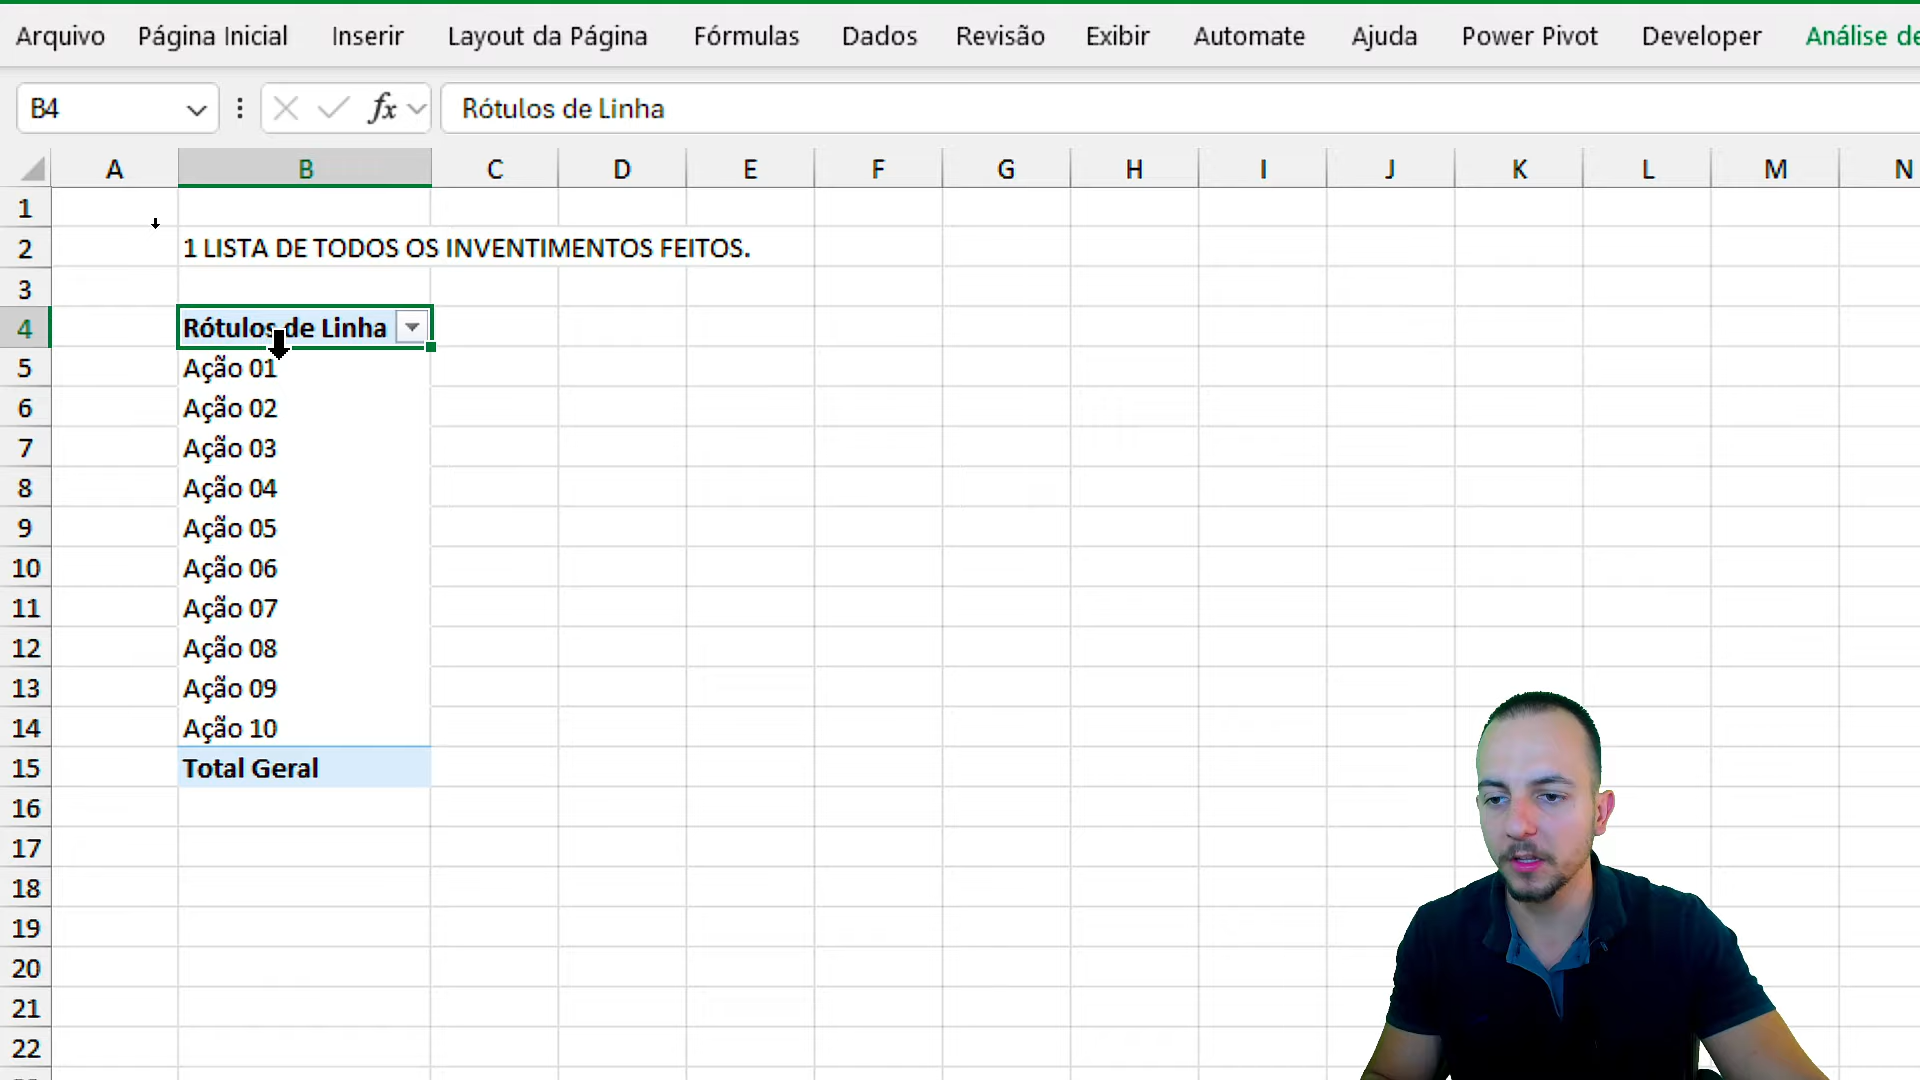 Arquivo Página Inicial Inserir Layout da Página Fórmulas Dados Revisão Exibir Automate Ajuda Power Pivot Developer Análise de
B4 fx Rótulos de Linha
A B C D E F G H I J K L M N
1
2 1 LISTA DE TODOS OS INVENTIMENTOS FEITOS.
3
4 Rótulos de Linha
5 Ação 01
6 Ação 02
7 Ação 03
8 Ação 04
9 Ação 05
10 Ação 06
11 Ação 07
12 Ação 08
13 Ação 09
14 Ação 10
15 Total Geral
16
17
18
19
20
21
22